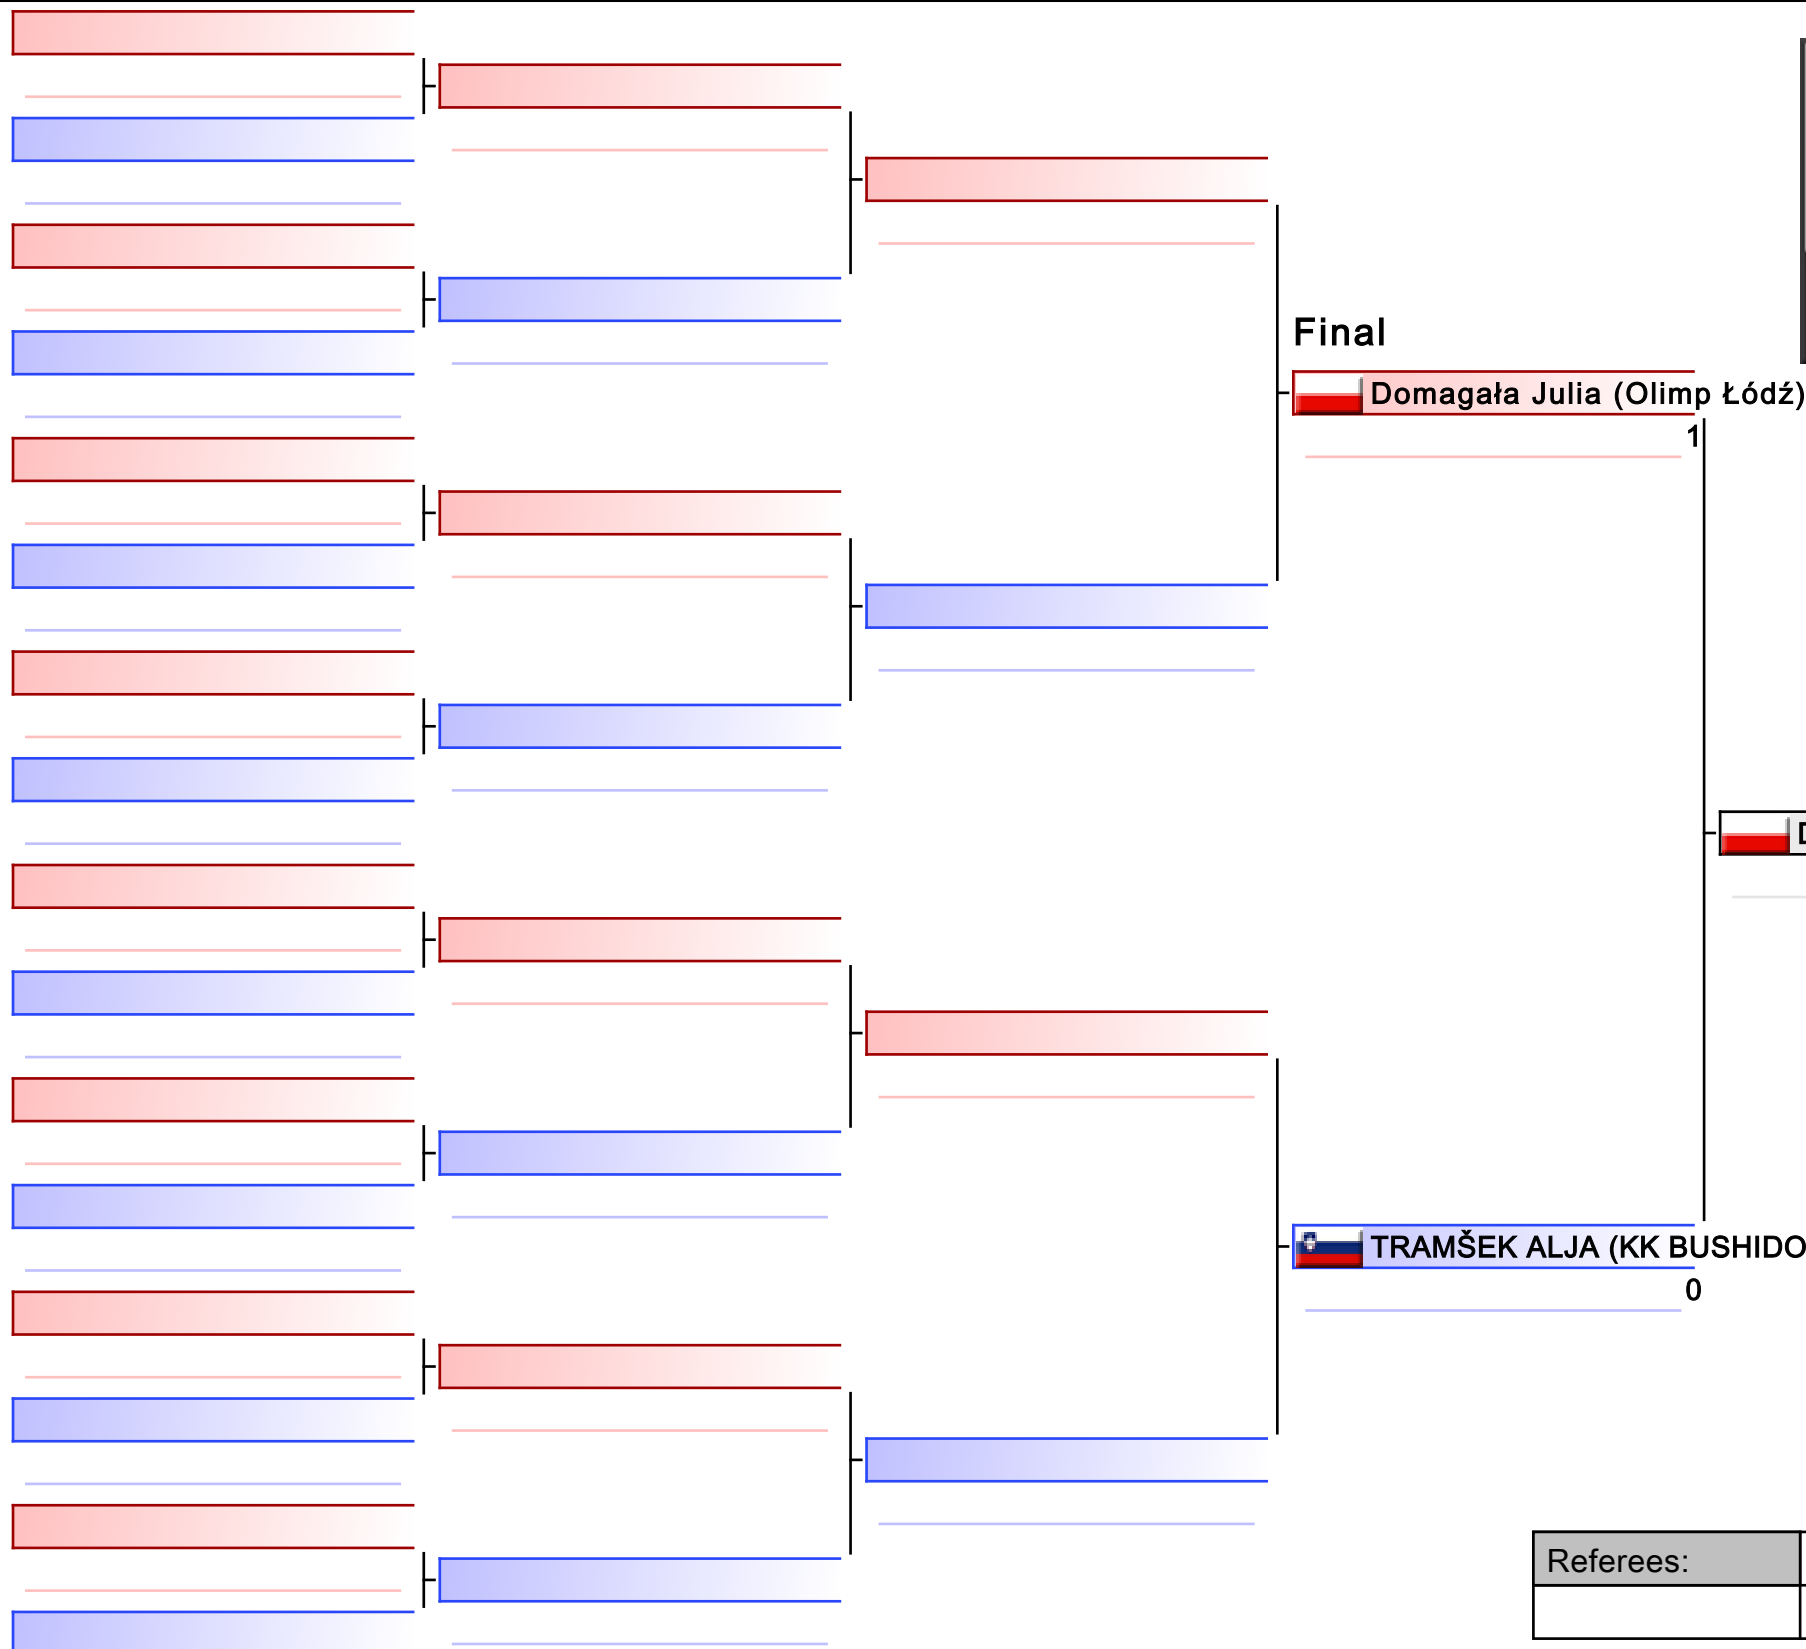 Final
Domagała Julia (Olimp Łódź)
1
TRAMŠEK ALJA (KK BUSHIDO
0
Referees: